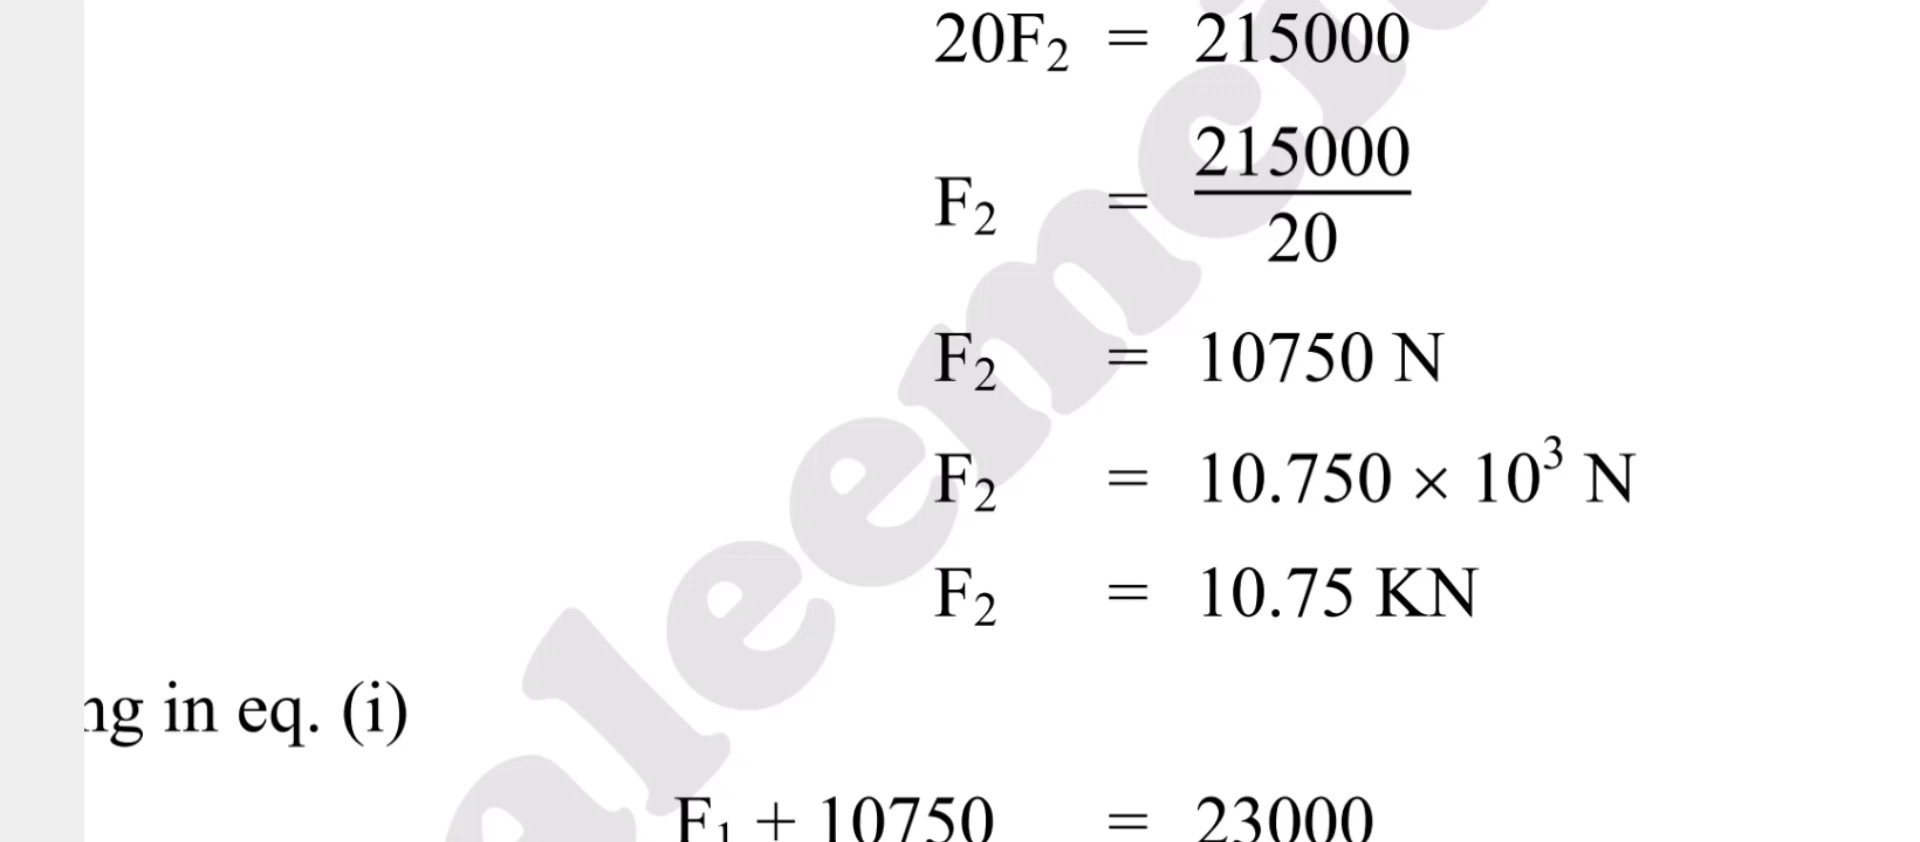 20F₂ = 215000
F₂ = 215000/20
F₂ = 10750 N
F₂ = 10.750 × 10³ N
F₂ = 10.75 KN
in eq. (i)
F₁ + 10750 = 23000